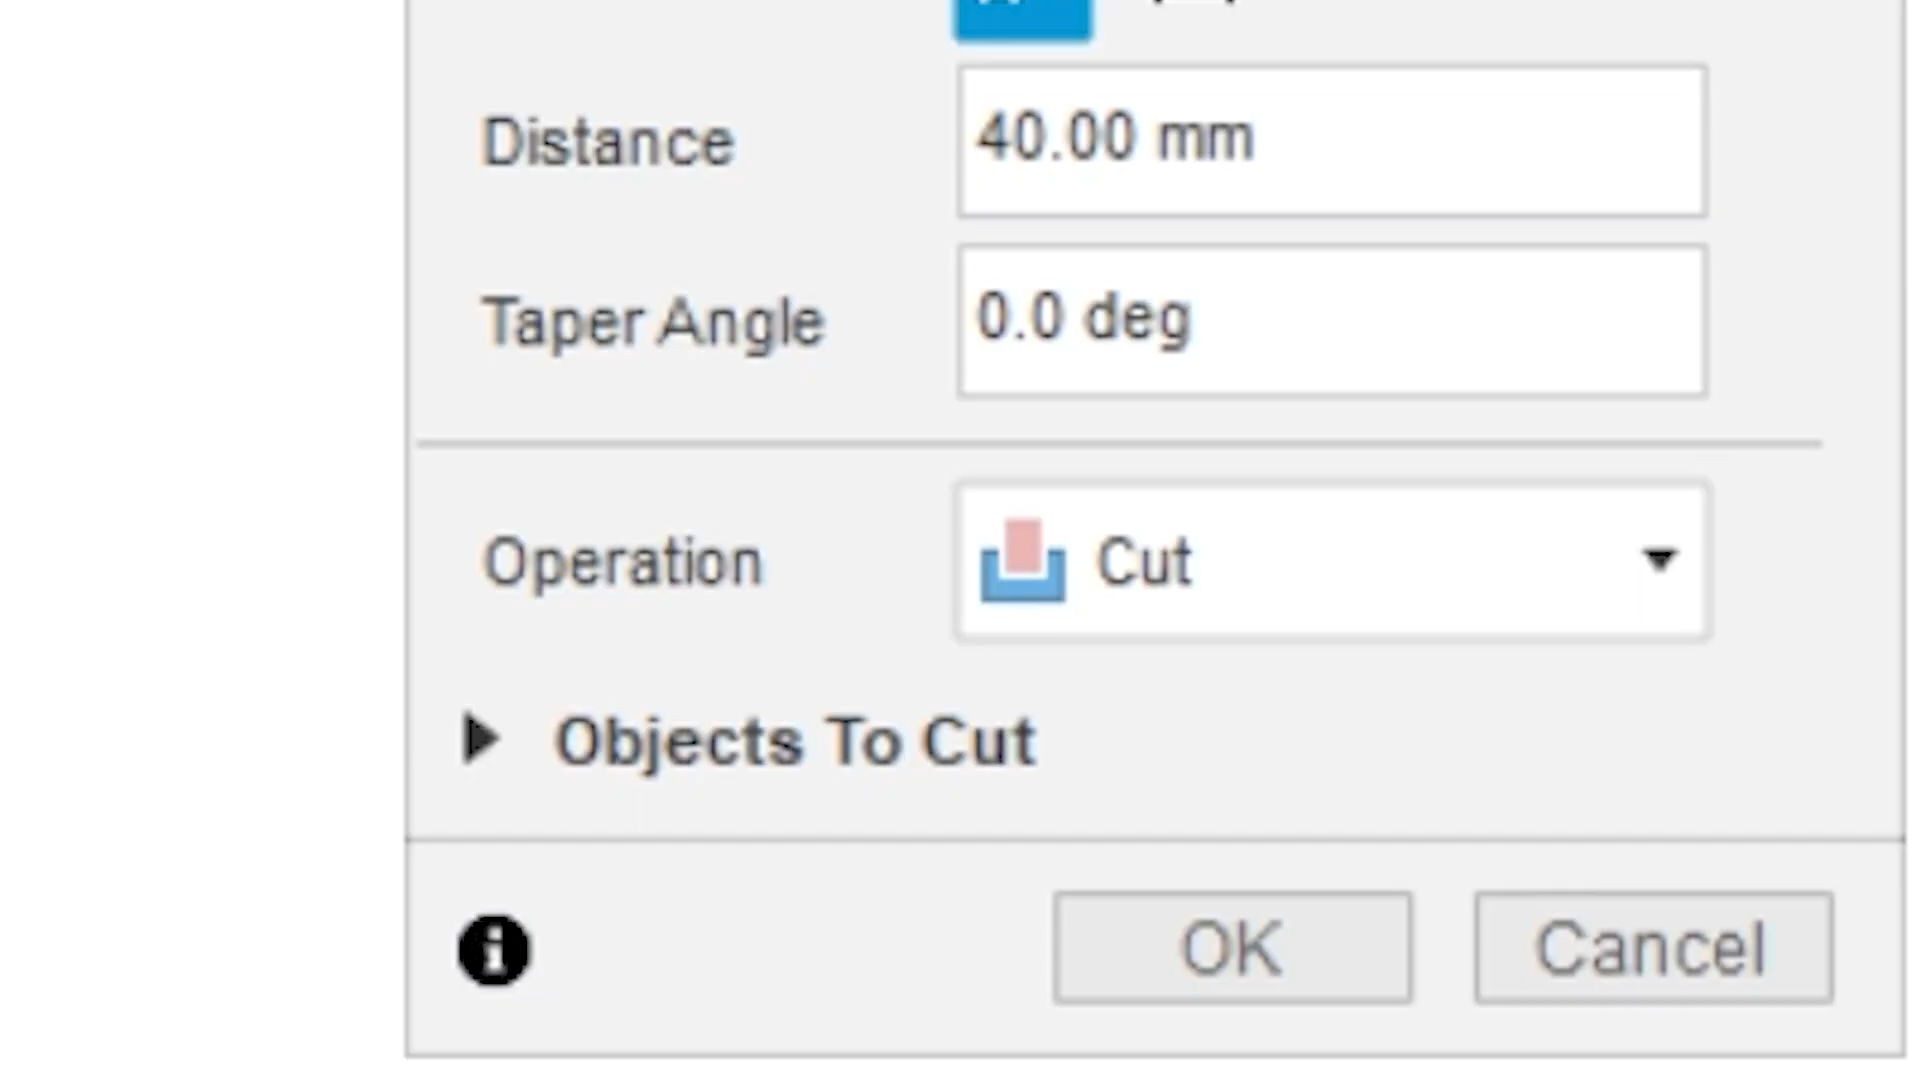 Distance 40.00 mm
Taper Angle 0.0 deg
Operation Cut
Objects To Cut
OK Cancel